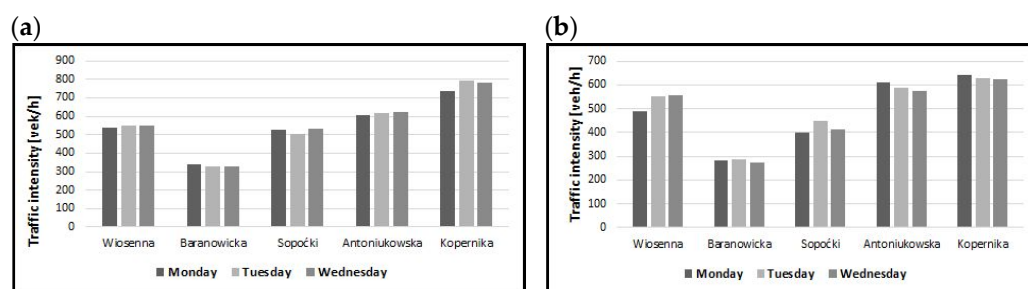 (a)
Traffic intensity [vek/h]
900
800
700
600
500
400
300
200
100
0
Wiosenna Baranowicka Sopoćki Antoniukowska Kopernika
Monday Tuesday Wednesday
(b)
Traffic intensity [veh/h]
700
600
500
400
300
200
100
0
Wiosenna Baranowicka Sopoćki Antoniukowska Kopernika
Monday Tuesday Wednesday